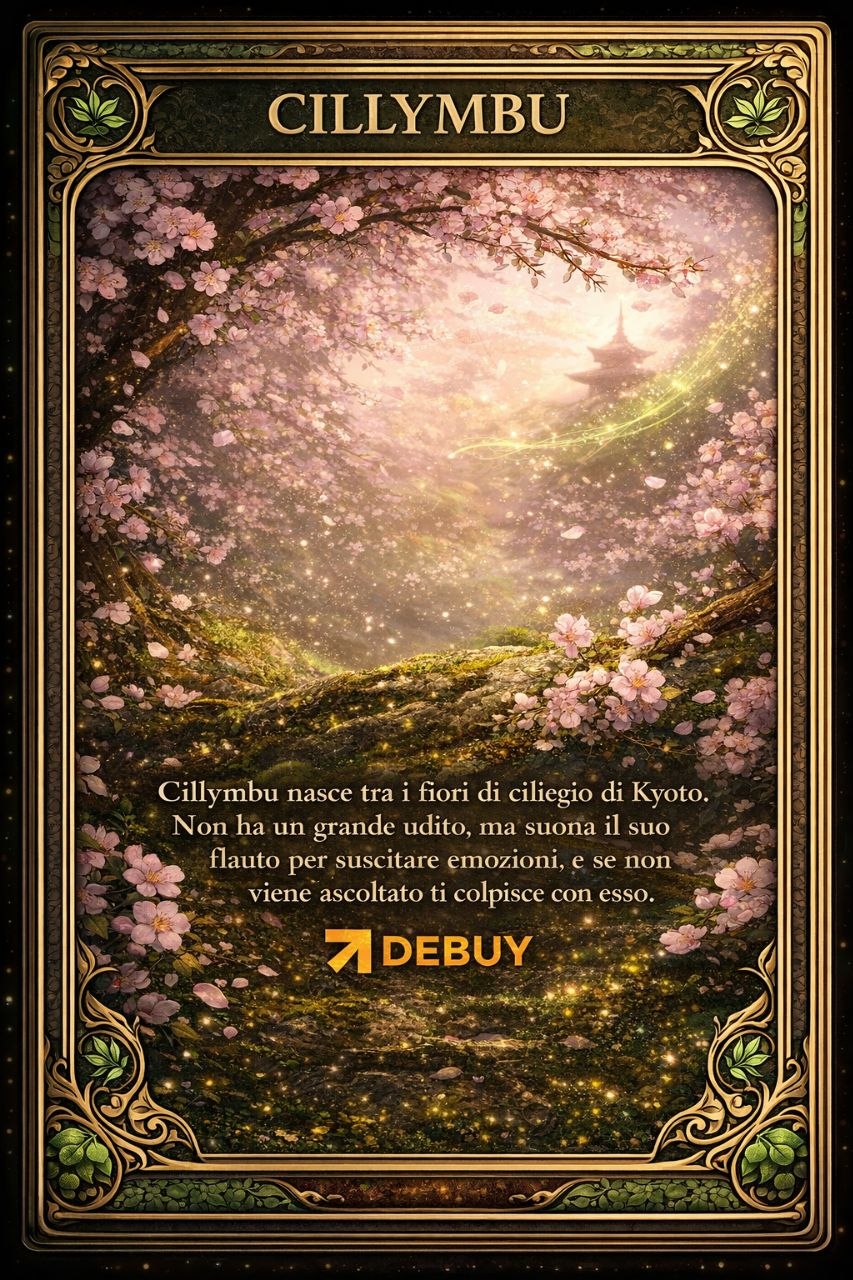 CILLYMBU
Cillymbu nasce tra i fiori di ciliegio di Kyoto.
Non ha un grande udito, ma suona il suo
flauto per suscitare emozioni, e se non
viene ascoltato ti colpisce con esso.
DEBUY